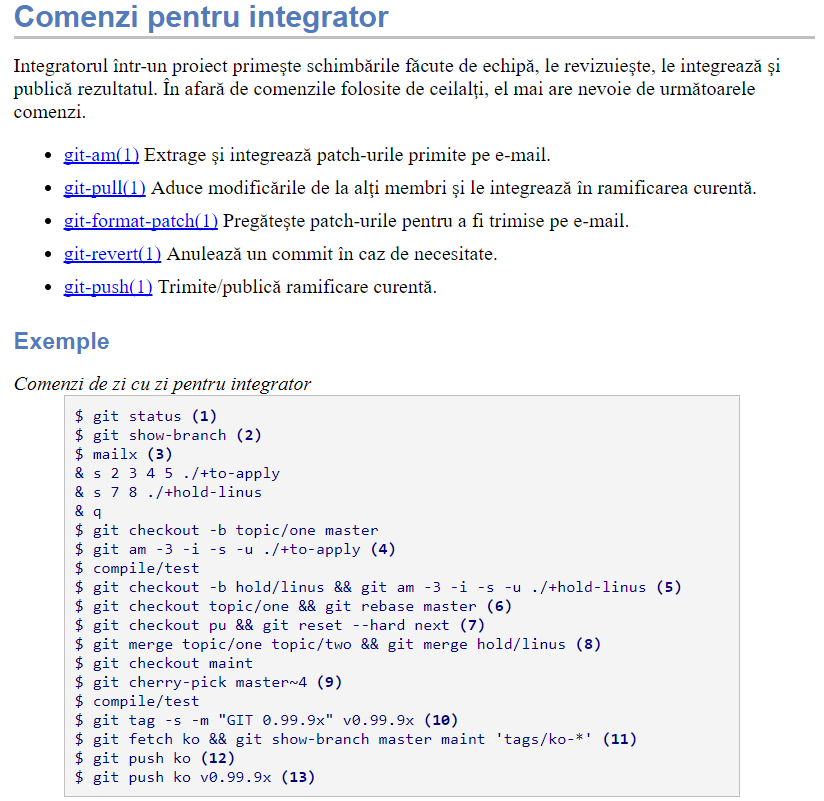 Comenzi pentru integrator
Integratorul într-un proiect primește schimbările făcute de echipă, le revizuiește, le integrează și
publică rezultatul. În afară de comenzile folosite de ceilalți, el mai are nevoie de următoarele
comenzi.
• git-am(1) Extrage și integrează patch-urile primite pe e-mail.
• git-pull(1) Aduce modificările de la alți membri și le integrează în ramificarea curentă.
• git-format-patch(1) Pregătește patch-urile pentru a fi trimise pe e-mail.
• git-revert(1) Anulează un commit în caz de necesitate.
• git-push(1) Trimite/publică ramificare curentă.
Exemple
Comenzi de zi cu zi pentru integrator
$ git status (1)
$ git show-branch (2)
$ mailx (3)
& s 2 3 4 5 ./+to-apply
& s 7 8 ./+hold-linus
& q
$ git checkout -b topic/one master
$ git am -3 -i -s -u ./+to-apply (4)
$ compile/test
$ git checkout -b hold/linus && git am -3 -i -s -u ./+hold-linus (5)
$ git checkout topic/one && git rebase master (6)
$ git checkout pu && git reset --hard next (7)
$ git merge topic/one topic/two && git merge hold/linus (8)
$ git checkout maint
$ git cherry-pick master~4 (9)
$ compile/test
$ git tag -s -m "GIT 0.99.9x" v0.99.9x (10)
$ git fetch ko && git show-branch master maint 'tags/ko-*' (11)
$ git push ko (12)
$ git push ko v0.99.9x (13)